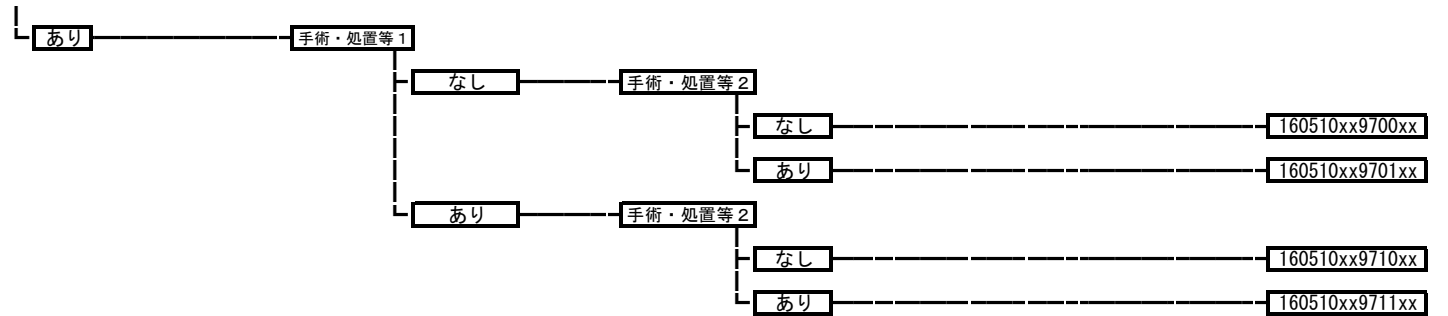 あり 手術・処置等１
なし 手術・処置等２
なし 160510xx9700xx
あり 160510xx9701xx
あり 手術・処置等２
なし 160510xx9710xx
あり 160510xx9711xx